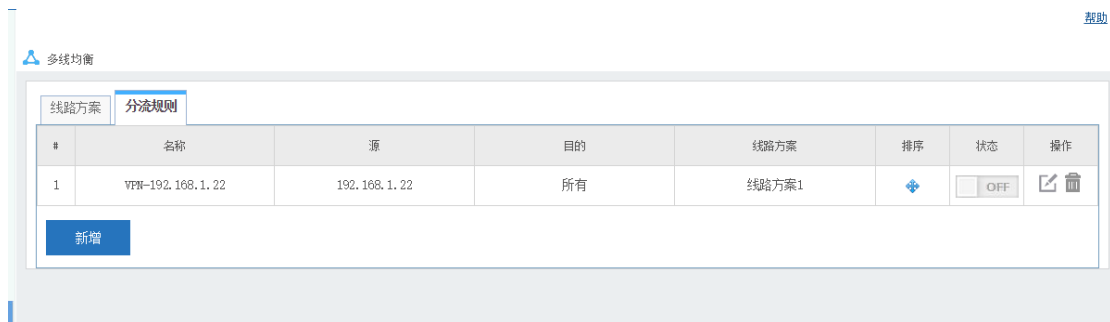 帮助
多线均衡
线路方案 分流规则
# 名称 源 目的 线路方案 排序 状态 操作
1 VPN-192.168.1.22 192.168.1.22 所有 线路方案1 OFF
新增